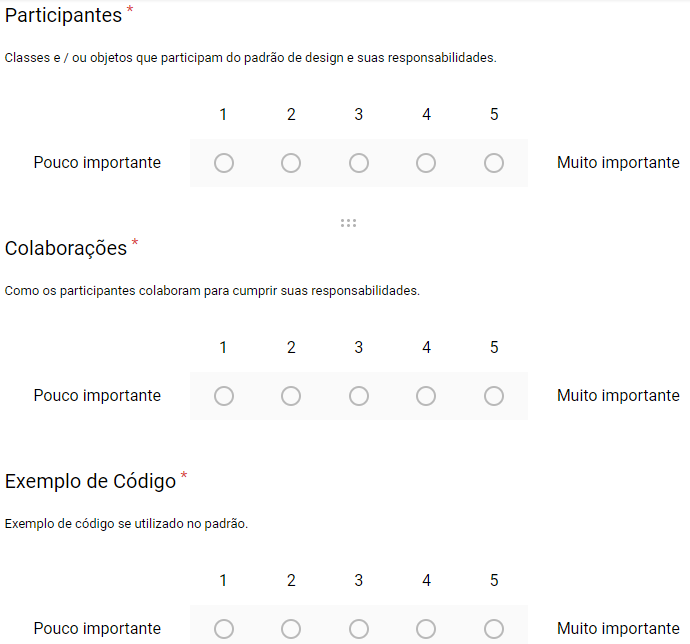 Participantes *
Classes e / ou objetos que participam do padrão de design e suas responsabilidades.
1 2 3 4 5
Pouco importante Muito importante
Colaborações *
Como os participantes colaboram para cumprir suas responsabilidades.
1 2 3 4 5
Pouco importante Muito importante
Exemplo de Código *
Exemplo de código se utilizado no padrão.
1 2 3 4 5
Pouco importante Muito importante